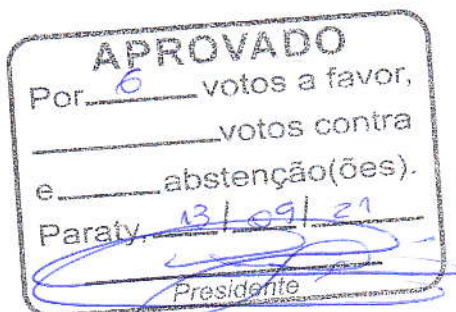 APROVADO
Por 6 votos a favor,
votos contra
e abstenção(ões).
Paraty, 13/09/21
Presidente